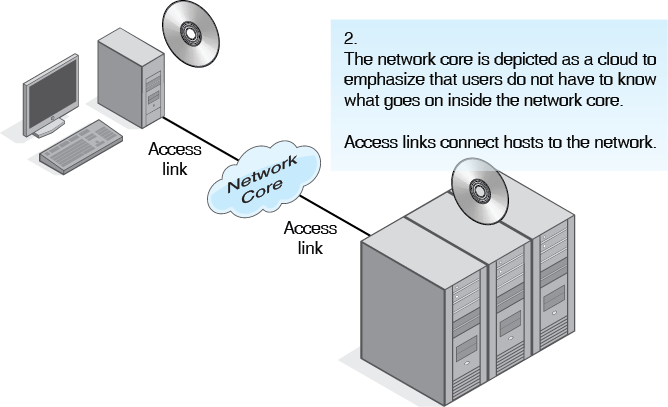 2.
The network core is depicted as a cloud to
emphasize that users do not have to know
what goes on inside the network core.
Access links connect hosts to the network.
Access
link
Network
Core
Access
link